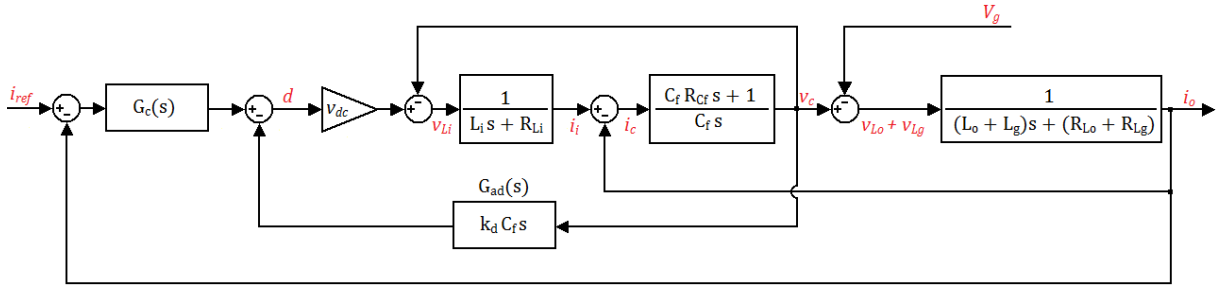 V_g
i_ref
G_c(s)
d
v_dc
v_Li
1
L_i s + R_Li
i_i
i_c
C_f R_Cf s + 1
C_f s
v_c
v_Lo + v_Lg
1
(L_o + L_g)s + (R_Lo + R_Lg)
i_o
G_ad(s)
k_d C_f s